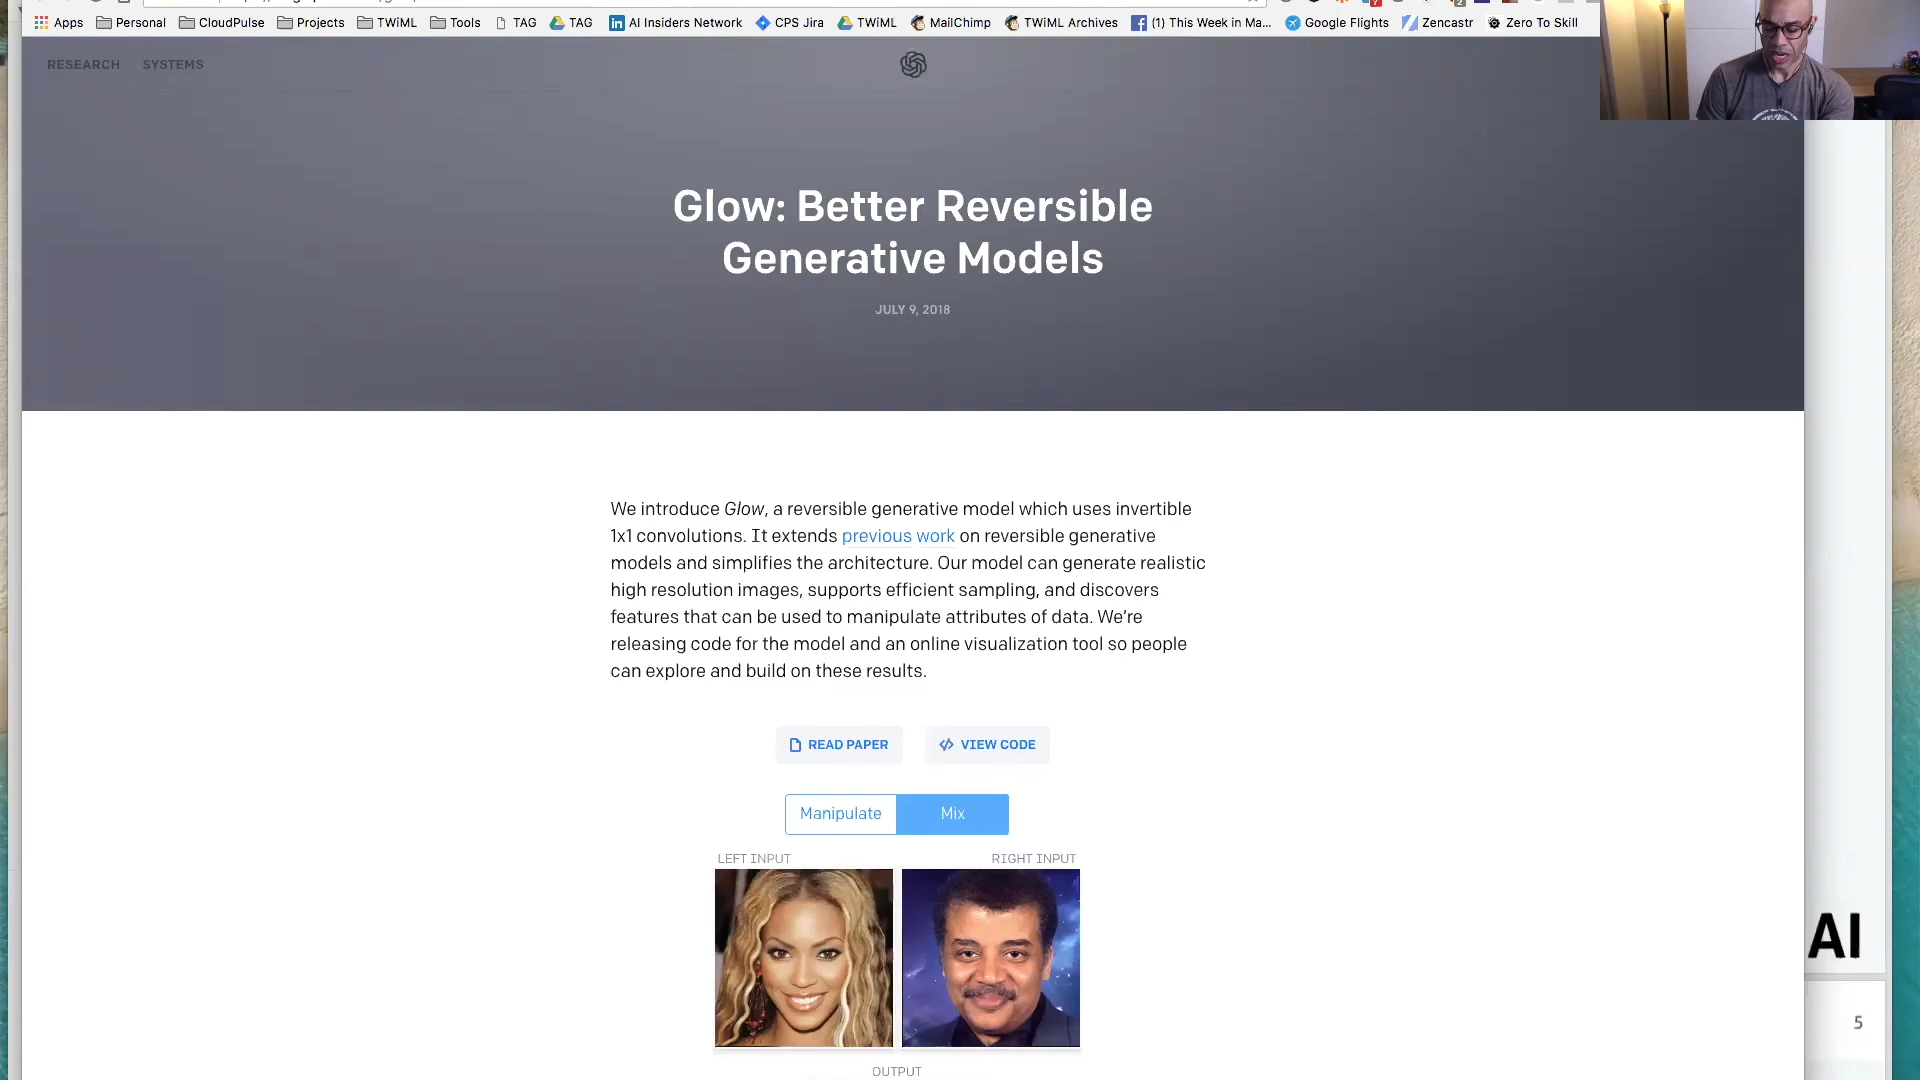 Apps Personal CloudPulse Projects TWiML Tools TAG TAG AI Insiders Network CPS Jira TWiML MailChimp TWiML Archives (1) This Week in Ma... Google Flights Zencastr Zero To Skill
RESEARCH SYSTEMS
Glow: Better Reversible
Generative Models
JULY 9, 2018
We introduce Glow, a reversible generative model which uses invertible
1x1 convolutions. It extends previous work on reversible generative
models and simplifies the architecture. Our model can generate realistic
high resolution images, supports efficient sampling, and discovers
features that can be used to manipulate attributes of data. We’re
releasing code for the model and an online visualization tool so people
can explore and build on these results.
READ PAPER VIEW CODE
Manipulate Mix
LEFT INPUT RIGHT INPUT
OUTPUT
AI
5